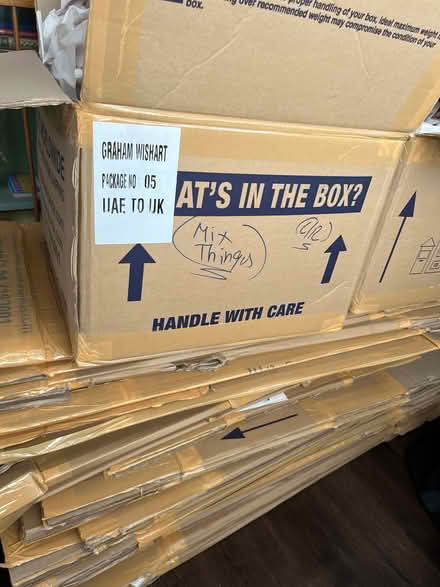 proper handling of your box, ideal maximum weight
over recommended weight may compromise the condition of your
box.
GRAHAM WISHART
PACKAGE NO 05
UAE TO UK
AT'S IN THE BOX?
Mix
Things
HANDLE WITH CARE